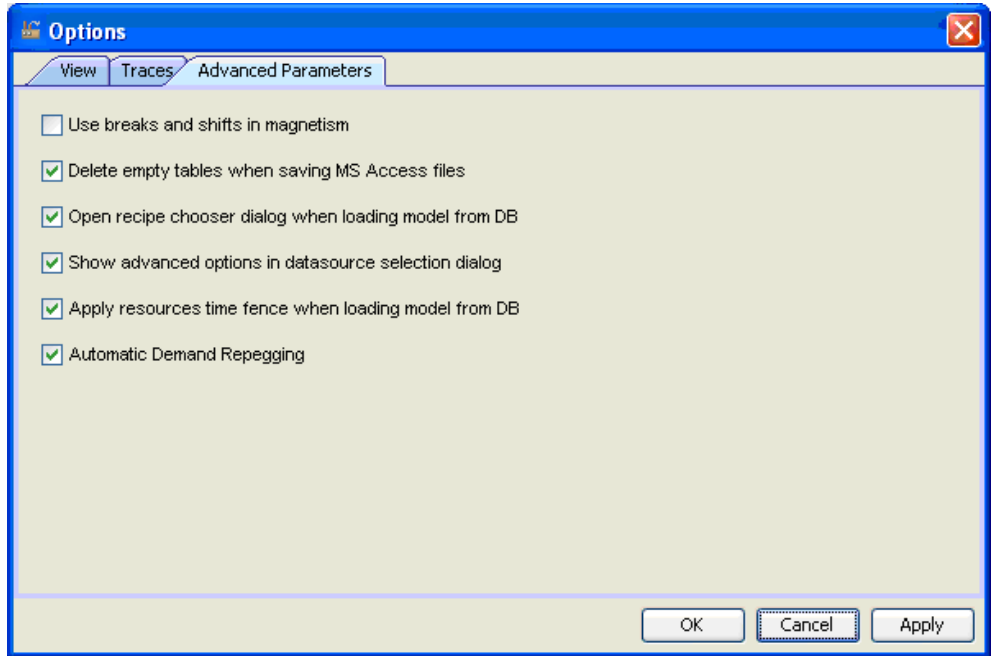 Options
View Traces Advanced Parameters
Use breaks and shifts in magnetism
Delete empty tables when saving MS Access files
Open recipe chooser dialog when loading model from DB
Show advanced options in datasource selection dialog
Apply resources time fence when loading model from DB
Automatic Demand Repegging
OK Cancel Apply